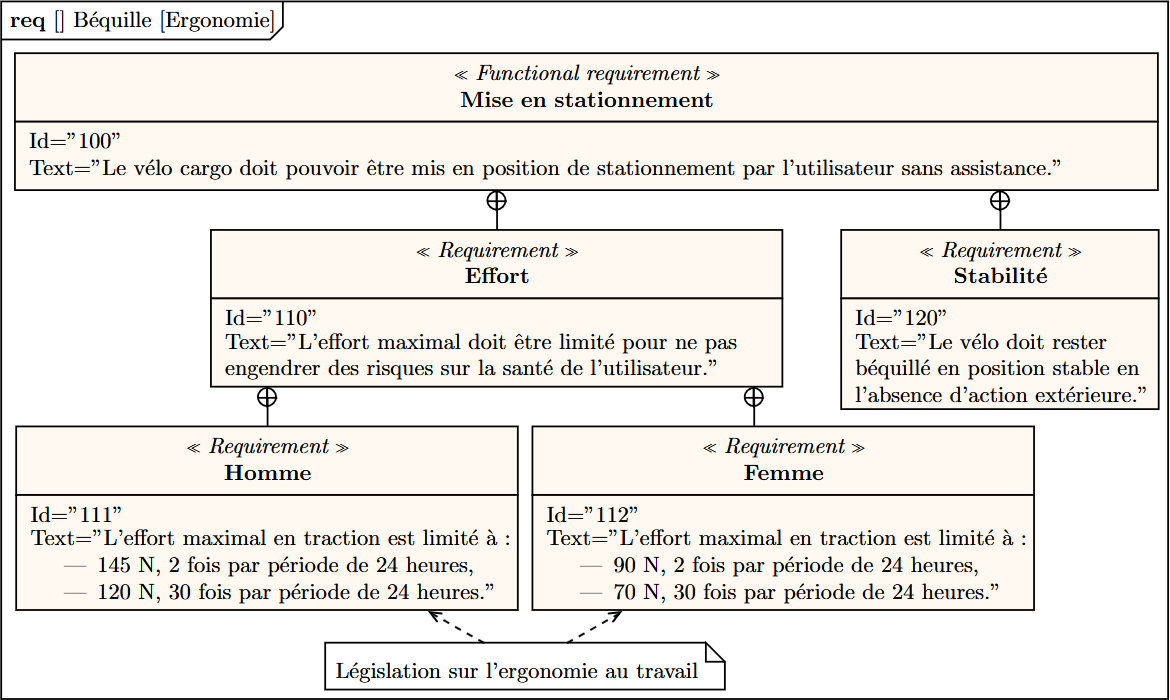 req [] Béquille [Ergonomie]
≪ Functional requirement ≫
Mise en stationnement
Id=”100”
Text=”Le vélo cargo doit pouvoir être mis en position de stationnement par l’utilisateur sans assistance.”
≪ Requirement ≫
Effort
Id=”110”
Text=”L’effort maximal doit être limité pour ne pas
engendrer des risques sur la santé de l’utilisateur.”
≪ Requirement ≫
Stabilité
Id=”120”
Text=”Le vélo doit rester
béquillé en position stable en
l’absence d’action extérieure.”
≪ Requirement ≫
Homme
Id=”111”
Text=”L’effort maximal en traction est limité à :
— 145 N, 2 fois par période de 24 heures,
— 120 N, 30 fois par période de 24 heures.”
≪ Requirement ≫
Femme
Id=”112”
Text=”L’effort maximal en traction est limité à :
— 90 N, 2 fois par période de 24 heures,
— 70 N, 30 fois par période de 24 heures.”
Législation sur l’ergonomie au travail